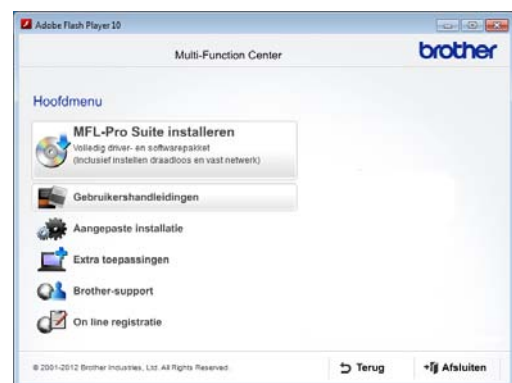 Adobe Flash Player 10
Multi-Function Center
brother
Hoofdmenu
MFL-Pro Suite installeren
Volledig driver- en softwarepakket
(Inclusief instellen draadloos en vast netwerk)
Gebruikershandleidingen
Aangepaste installatie
Extra toepassingen
Brother-support
On line registratie
© 2001-2012 Brother Industries, Ltd. All Rights Reserved.
Terug
Afsluiten